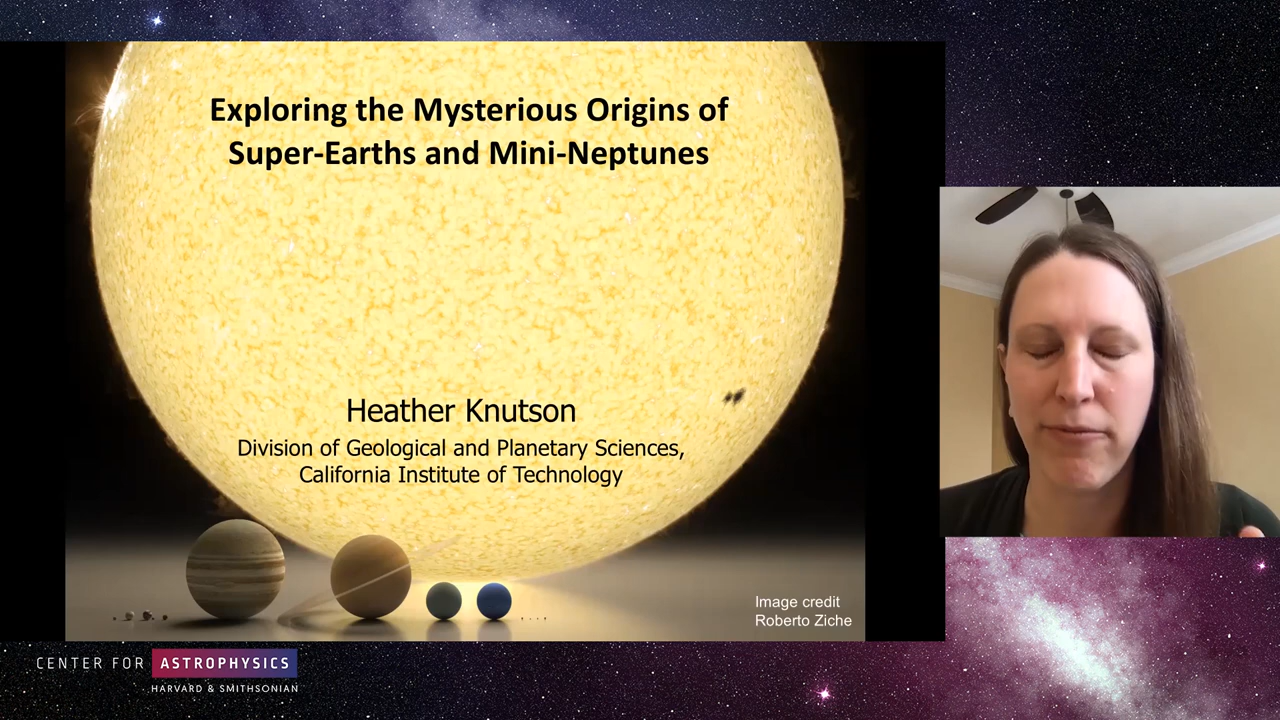 Exploring the Mysterious Origins of
Super-Earths and Mini-Neptunes
Heather Knutson
Division of Geological and Planetary Sciences,
California Institute of Technology
Image credit
Roberto Ziche
CENTER FOR ASTROPHYSICS
HARVARD & SMITHSONIAN